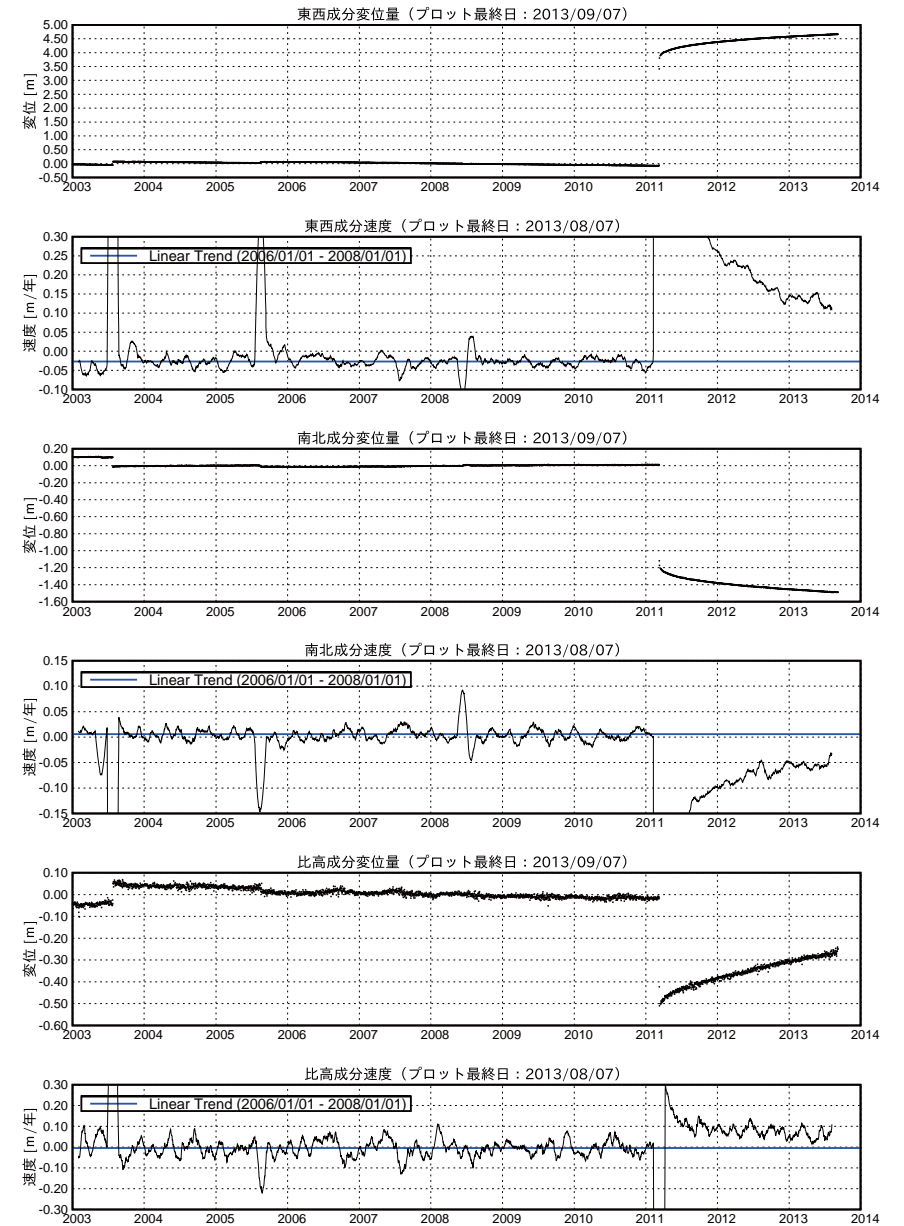 東西成分変位量（プロット最終日：2013/09/07）
5.00
4.50
4.00
3.50
3.00
2.50
2.00
1.50
1.00
0.50
0.00
-0.50
変位 [m]
2003 2004 2005 2006 2007 2008 2009 2010 2011 2012 2013 2014
東西成分速度（プロット最終日：2013/08/07）
0.30
0.25
0.20
0.15
0.10
0.05
0.00
-0.05
-0.10
速度 [m/年]
Linear Trend (2006/01/01 - 2008/01/01)
2003 2004 2005 2006 2007 2008 2009 2010 2011 2012 2013 2014
南北成分変位量（プロット最終日：2013/09/07）
0.20
0.00
-0.20
-0.40
-0.60
-0.80
-1.00
-1.20
-1.40
-1.60
変位 [m]
2003 2004 2005 2006 2007 2008 2009 2010 2011 2012 2013 2014
南北成分速度（プロット最終日：2013/08/07）
0.15
0.10
0.05
0.00
-0.05
-0.10
-0.15
速度 [m/年]
Linear Trend (2006/01/01 - 2008/01/01)
2003 2004 2005 2006 2007 2008 2009 2010 2011 2012 2013 2014
比高成分変位量（プロット最終日：2013/09/07）
0.10
0.00
-0.10
-0.20
-0.30
-0.40
-0.50
-0.60
変位 [m]
2003 2004 2005 2006 2007 2008 2009 2010 2011 2012 2013 2014
比高成分速度（プロット最終日：2013/08/07）
0.30
0.20
0.10
0.00
-0.10
-0.20
-0.30
速度 [m/年]
Linear Trend (2006/01/01 - 2008/01/01)
2003 2004 2005 2006 2007 2008 2009 2010 2011 2012 2013 2014